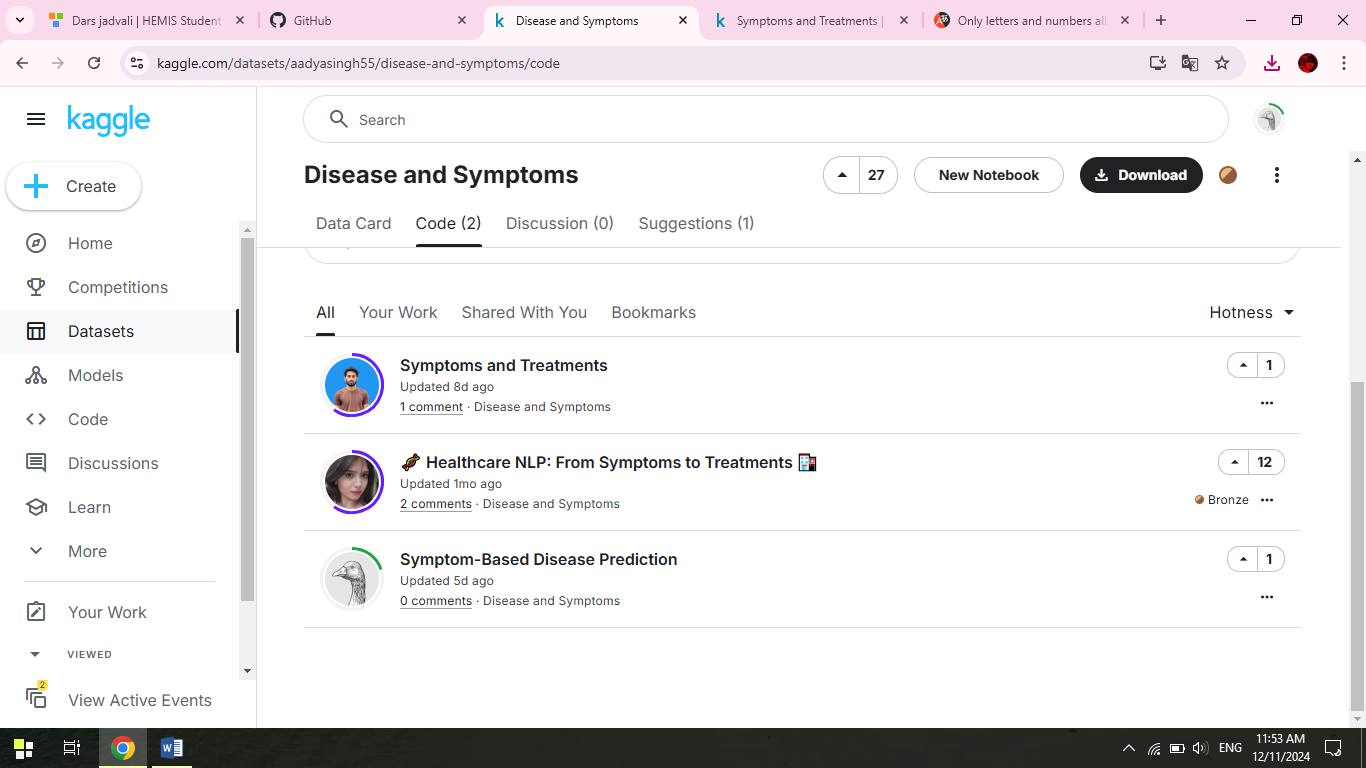 Dars jadvali | HEMIS Student
GitHub
Disease and Symptoms
Symptoms and Treatments |
Only letters and numbers all
kaggle.com/datasets/aadyasingh55/disease-and-symptoms/code
kaggle
Search
Create
Home
Competitions
Datasets
Models
Code
Discussions
Learn
More
Your Work
VIEWED
2
View Active Events
Disease and Symptoms
27
New Notebook
Download
Data Card Code (2) Discussion (0) Suggestions (1)
All Your Work Shared With You Bookmarks
Hotness
Symptoms and Treatments
1
Updated 8d ago
1 comment · Disease and Symptoms
🧬 Healthcare NLP: From Symptoms to Treatments 🏥
12
Updated 1mo ago
2 comments · Disease and Symptoms
Bronze
Symptom-Based Disease Prediction
1
Updated 5d ago
0 comments · Disease and Symptoms
ENG
11:53 AM
12/11/2024